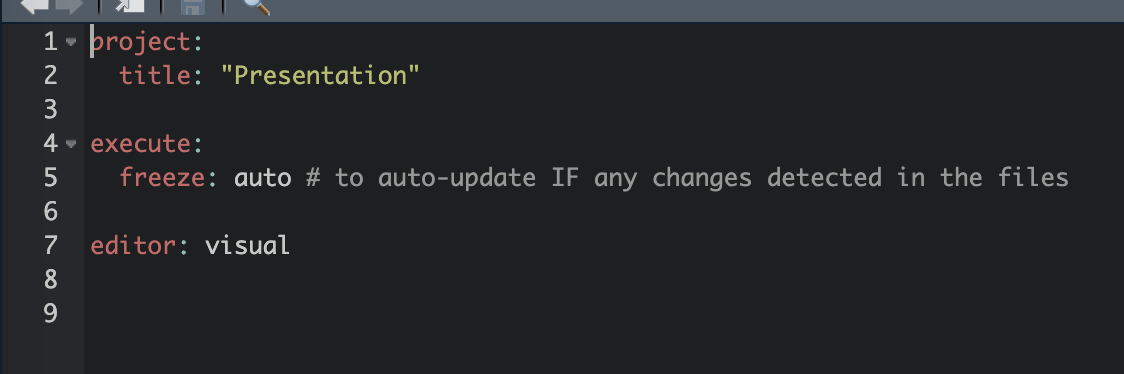 1 project:
2   title: "Presentation"
3
4 execute:
5   freeze: auto # to auto-update IF any changes detected in the files
6
7 editor: visual
8
9